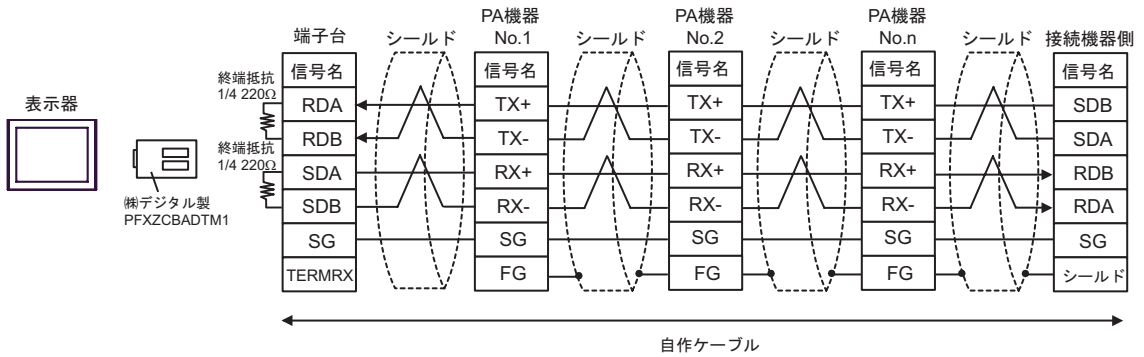 表示器
㈱デジタル製
PFXZCBADTM1
終端抵抗
1/4 220Ω
終端抵抗
1/4 220Ω
端子台
信号名
RDA
RDB
SDA
SDB
SG
TERMRX
シールド
PA機器
No.1
信号名
TX+
TX-
RX+
RX-
SG
FG
シールド
PA機器
No.2
信号名
TX+
TX-
RX+
RX-
SG
FG
シールド
PA機器
No.n
信号名
TX+
TX-
RX+
RX-
SG
FG
シールド
接続機器側
信号名
SDB
SDA
RDB
RDA
SG
シールド
自作ケーブル